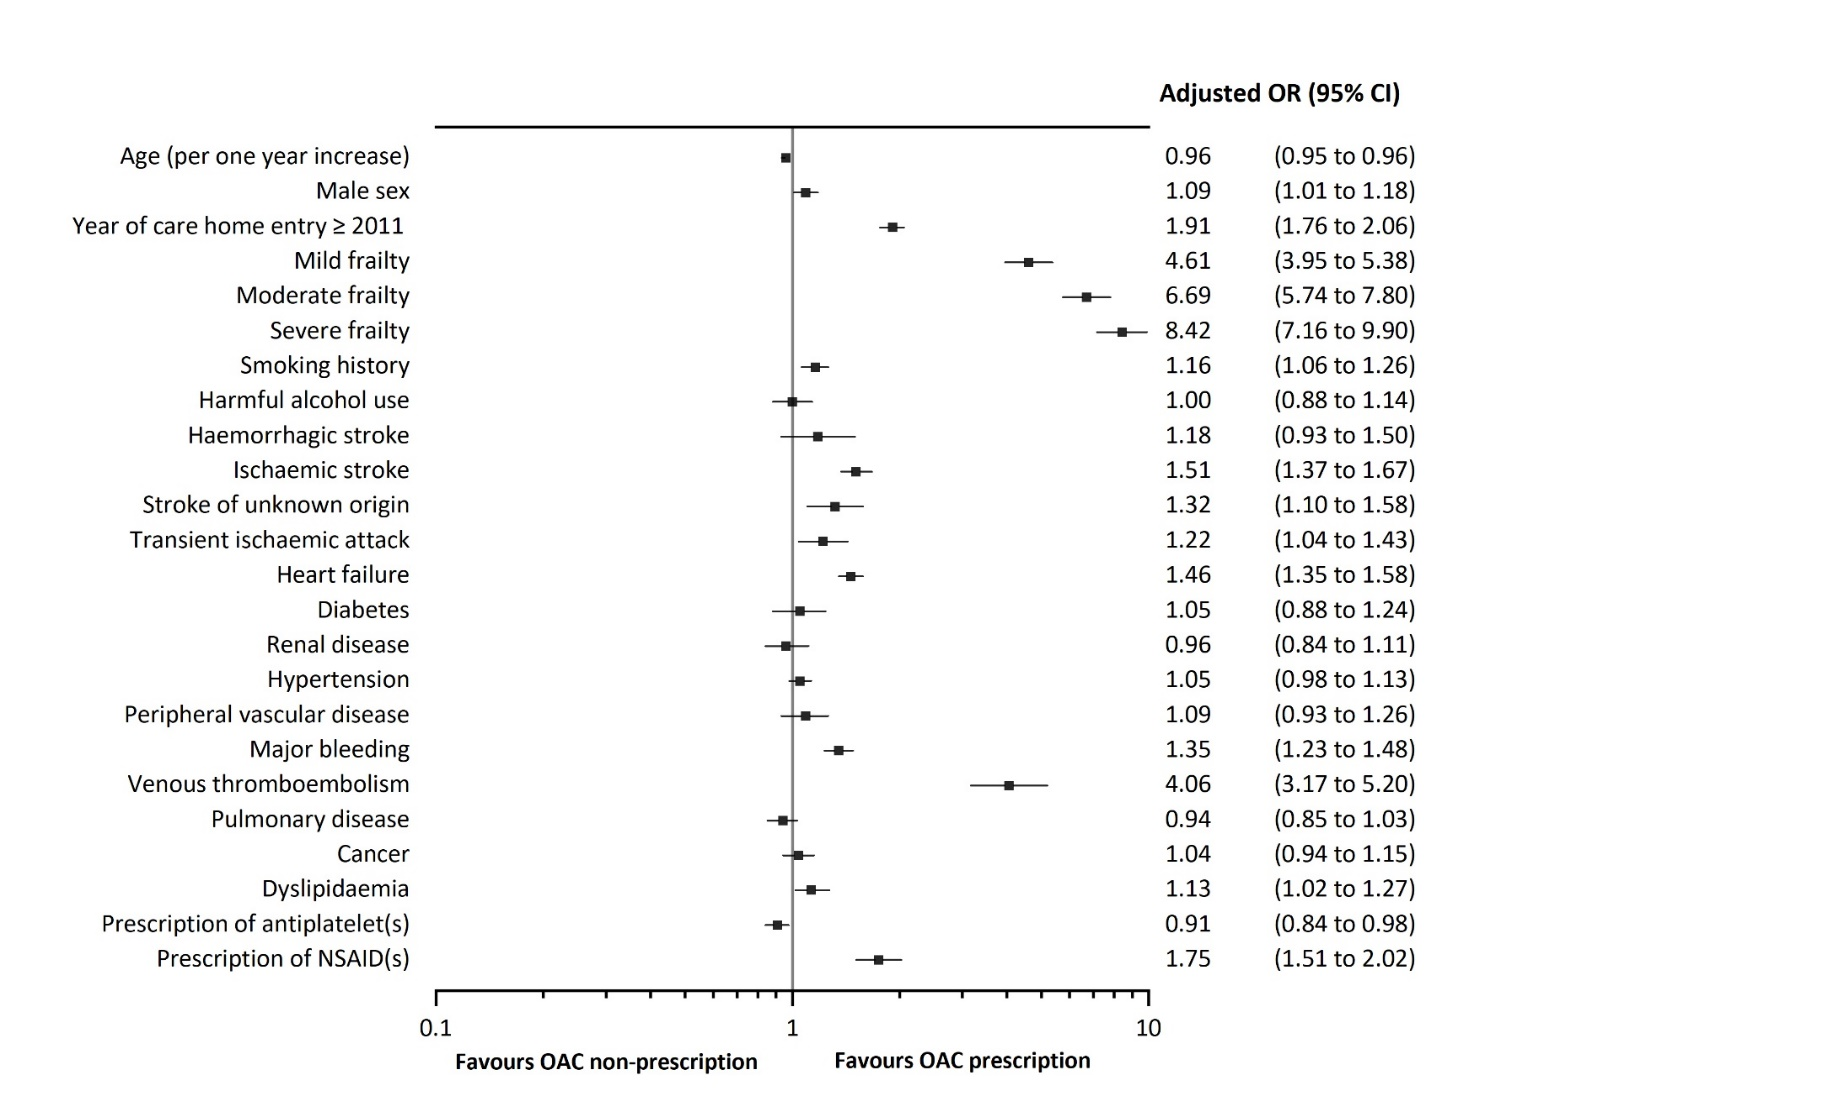 Adjusted OR (95% CI)
Age (per one year increase) 0.96 (0.95 to 0.96)
Male sex 1.09 (1.01 to 1.18)
Year of care home entry ≥ 2011 1.91 (1.76 to 2.06)
Mild frailty 4.61 (3.95 to 5.38)
Moderate frailty 6.69 (5.74 to 7.80)
Severe frailty 8.42 (7.16 to 9.90)
Smoking history 1.16 (1.06 to 1.26)
Harmful alcohol use 1.00 (0.88 to 1.14)
Haemorrhagic stroke 1.18 (0.93 to 1.50)
Ischaemic stroke 1.51 (1.37 to 1.67)
Stroke of unknown origin 1.32 (1.10 to 1.58)
Transient ischaemic attack 1.22 (1.04 to 1.43)
Heart failure 1.46 (1.35 to 1.58)
Diabetes 1.05 (0.88 to 1.24)
Renal disease 0.96 (0.84 to 1.11)
Hypertension 1.05 (0.98 to 1.13)
Peripheral vascular disease 1.09 (0.93 to 1.26)
Major bleeding 1.35 (1.23 to 1.48)
Venous thromboembolism 4.06 (3.17 to 5.20)
Pulmonary disease 0.94 (0.85 to 1.03)
Cancer 1.04 (0.94 to 1.15)
Dyslipidaemia 1.13 (1.02 to 1.27)
Prescription of antiplatelet(s) 0.91 (0.84 to 0.98)
Prescription of NSAID(s) 1.75 (1.51 to 2.02)
0.1 1 10
Favours OAC non-prescription Favours OAC prescription